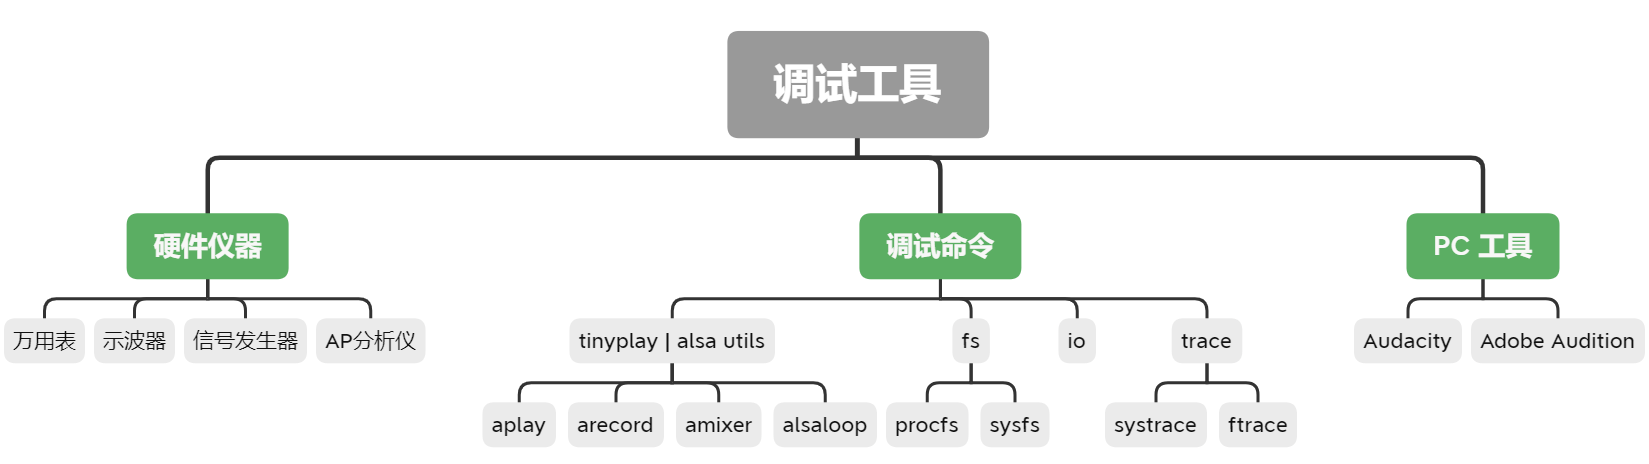 调试工具
硬件仪器
调试命令
PC 工具
万用表
示波器
信号发生器
AP分析仪
tinyplay | alsa utils
fs
io
trace
Audacity
Adobe Audition
aplay
arecord
amixer
alsaloop
procfs
sysfs
systrace
ftrace